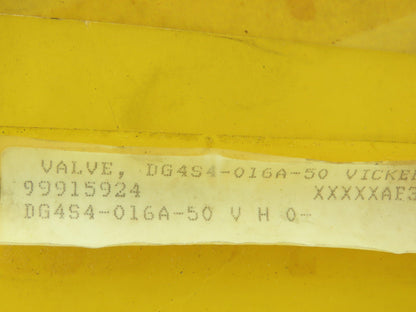 VALVE, DG4S4-016A-50 VICKE
99915924 XXXXXAF3
DG4S4-016A-50 V H 0-